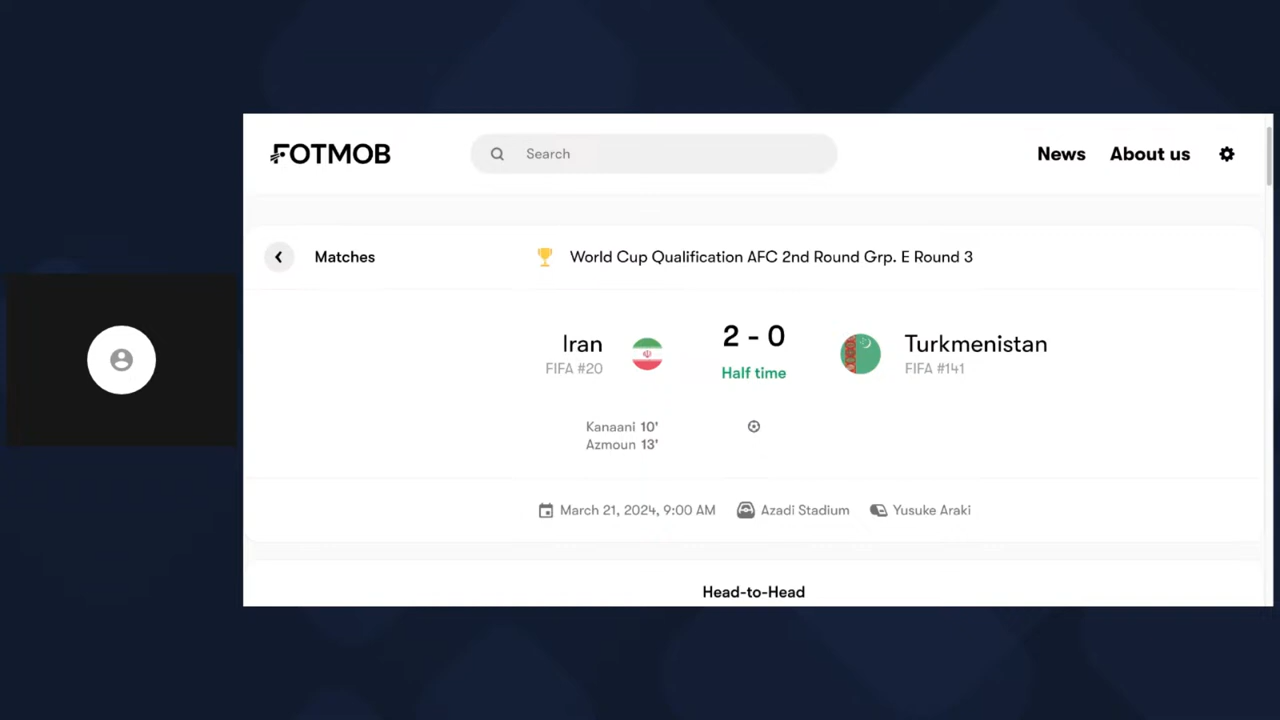 FOTMOB
Search
News
About us
Matches
World Cup Qualification AFC 2nd Round Grp. E Round 3
Iran
FIFA #20
2 - 0
Half time
Turkmenistan
FIFA #141
Kanaani 10'
Azmoun 13'
March 21, 2024, 9:00 AM
Azadi Stadium
Yusuke Araki
Head-to-Head